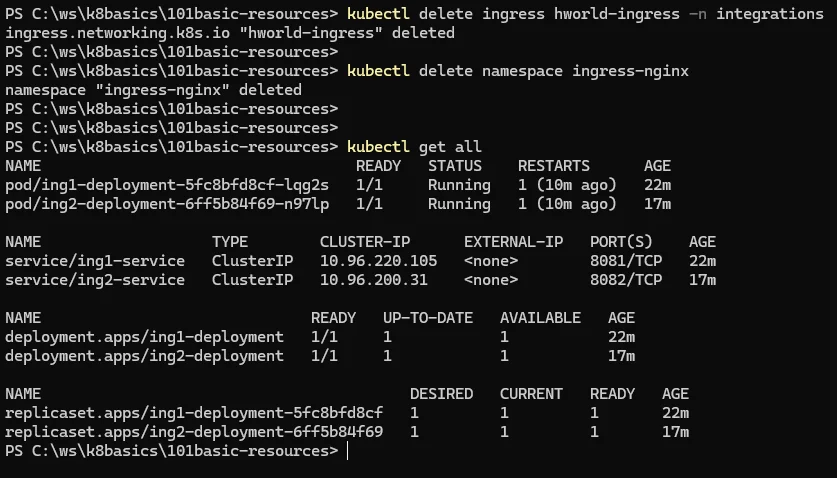 PS C:\ws\k8basics\101basic-resources> kubectl delete ingress hworld-ingress -n integrations
ingress.networking.k8s.io "hworld-ingress" deleted
PS C:\ws\k8basics\101basic-resources>
PS C:\ws\k8basics\101basic-resources> kubectl delete namespace ingress-nginx
namespace "ingress-nginx" deleted
PS C:\ws\k8basics\101basic-resources>
PS C:\ws\k8basics\101basic-resources>
PS C:\ws\k8basics\101basic-resources> kubectl get all
NAME READY STATUS RESTARTS AGE
pod/ing1-deployment-5fc8bfd8cf-lqg2s 1/1 Running 1 (10m ago) 22m
pod/ing2-deployment-6ff5b84f69-n97lp 1/1 Running 1 (10m ago) 17m
NAME TYPE CLUSTER-IP EXTERNAL-IP PORT(S) AGE
service/ing1-service ClusterIP 10.96.220.105 <none> 8081/TCP 22m
service/ing2-service ClusterIP 10.96.200.31 <none> 8082/TCP 17m
NAME READY UP-TO-DATE AVAILABLE AGE
deployment.apps/ing1-deployment 1/1 1 1 22m
deployment.apps/ing2-deployment 1/1 1 1 17m
NAME DESIRED CURRENT READY AGE
replicaset.apps/ing1-deployment-5fc8bfd8cf 1 1 1 22m
replicaset.apps/ing2-deployment-6ff5b84f69 1 1 1 17m
PS C:\ws\k8basics\101basic-resources>